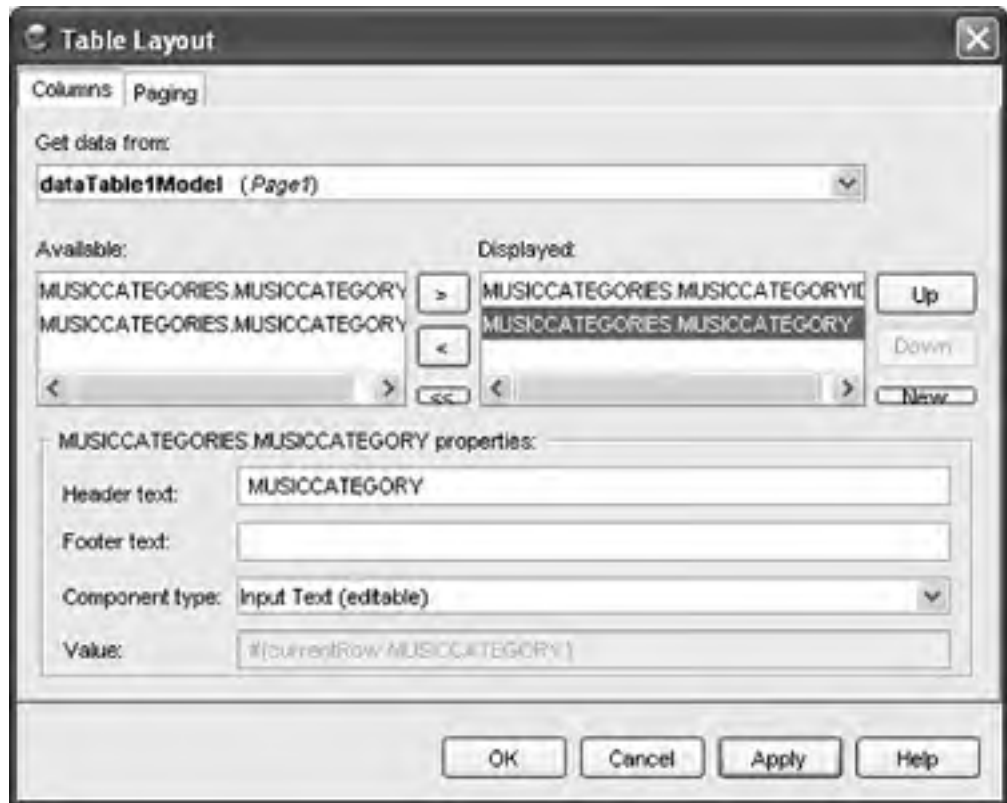 Table Layout
Columns Paging
Get data from:
dataTable1Model (Page1)
Available: Displayed:
MUSICCATEGORIES.MUSICCATEGORY > MUSICCATEGORIES.MUSICCATEGORYID Up
MUSICCATEGORIES.MUSICCATEGORY < MUSICCATEGORIES.MUSICCATEGORY Down
<< New
MUSICCATEGORIES.MUSICCATEGORY properties:
Header text: MUSICCATEGORY
Footer text:
Component type: Input Text (editable)
Value: #{currentRow.MUSICCATEGORY}
OK Cancel Apply Help